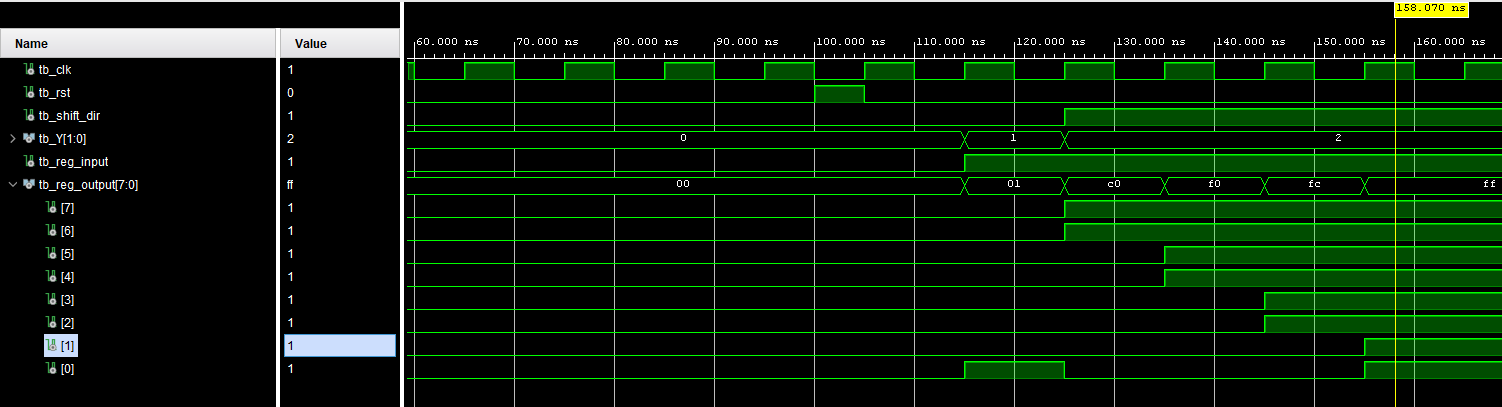 158.070 ns
Name Value
60.000 ns 70.000 ns 80.000 ns 90.000 ns 100.000 ns 110.000 ns 120.000 ns 130.000 ns 140.000 ns 150.000 ns 160.000 ns
tb_clk 1
tb_rst 0
tb_shift_dir 1
tb_Y[1:0] 2 0 1 2
tb_reg_input 1
tb_reg_output[7:0] ff 00 01 c0 f0 fc ff
[7] 1
[6] 1
[5] 1
[4] 1
[3] 1
[2] 1
[1] 1
[0] 1